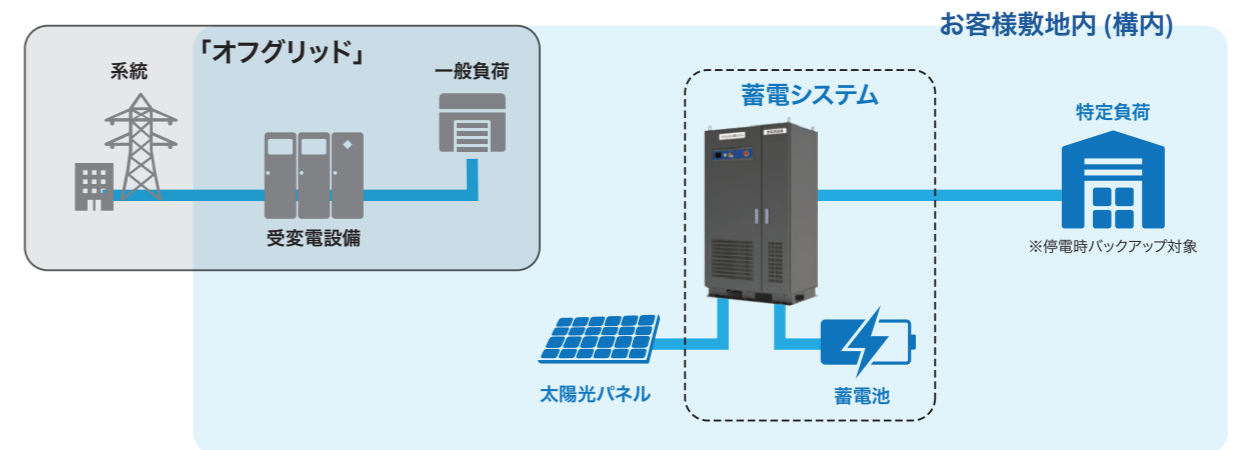 お客様敷地内 (構内)
「オフグリッド」
系統
一般負荷
受変電設備
蓄電システム
特定負荷
※停電時バックアップ対象
太陽光パネル
蓄電池